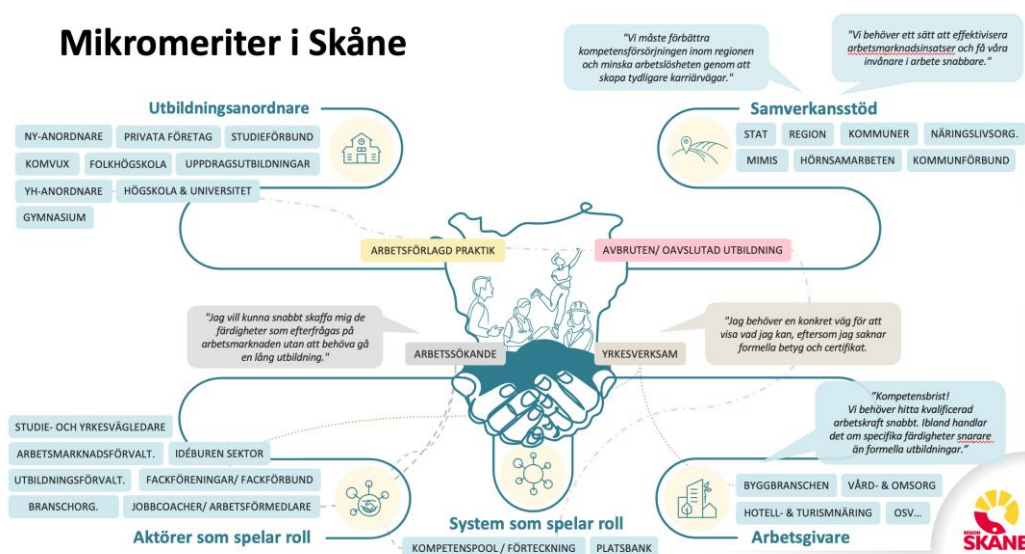 Mikromeriter i Skåne
"Vi måste förbättra
kompetensförsörjningen inom regionen
och minska arbetslösheten genom att
skapa tydligare karriärvägar."
"Vi behöver ett sätt att effektivisera
arbetsmarknadsinsatser och få våra
invånare i arbete snabbare."
Utbildningsanordnare
NY-ANORDNARE
PRIVATA FÖRETAG
STUDIEFÖRBUND
KOMVUX
FOLKHÖGSKOLA
UPPDRAGSUTBILDNINGAR
YH-ANORDNARE
HÖGSKOLA & UNIVERSITET
GYMNASIUM
Samverkansstöd
STAT
REGION
KOMMUNER
NÄRINGSLIVSORG.
MIMIS
HÖRNSAMARBETEN
KOMMUNFÖRBUND
ARBETSFÖRLAGD PRAKTIK
AVBRUTEN/ OAVSLUTAD UTBILDNING
"Jag vill kunna snabbt skaffa mig de
färdigheter som efterfrågas på
arbetsmarknaden utan att behöva gå
en lång utbildning."
ARBETSSÖKANDE
YRKESVERKSAM
"Jag behöver en konkret väg för att
visa vad jag kan, eftersom jag saknar
formella betyg och certifikat.
STUDIE- OCH YRKESVÄGLEDARE
ARBETSMARKNADSFÖRVALT.
IDÉBUREN SEKTOR
UTBILDNINGSFÖRVALT.
FACKFÖRENINGAR/ FACKFÖRBUND
BRANSCHORG.
JOBBCOACHER/ ARBETSFÖRMEDLARE
Aktörer som spelar roll
System som spelar roll
KOMPETENSPOOL / FÖRTECKNING
PLATSBANK
"Kompetensbrist!
Vi behöver hitta kvalificerad
arbetskraft snabbt. Ibland handlar
det om specifika färdigheter snarare
än formella utbildningar."
BYGGBRANSCHEN
VÅRD- & OMSORG
HOTELL- & TURISMNÄRING
OSV...
Arbetsgivare
REGION
SKÅNE